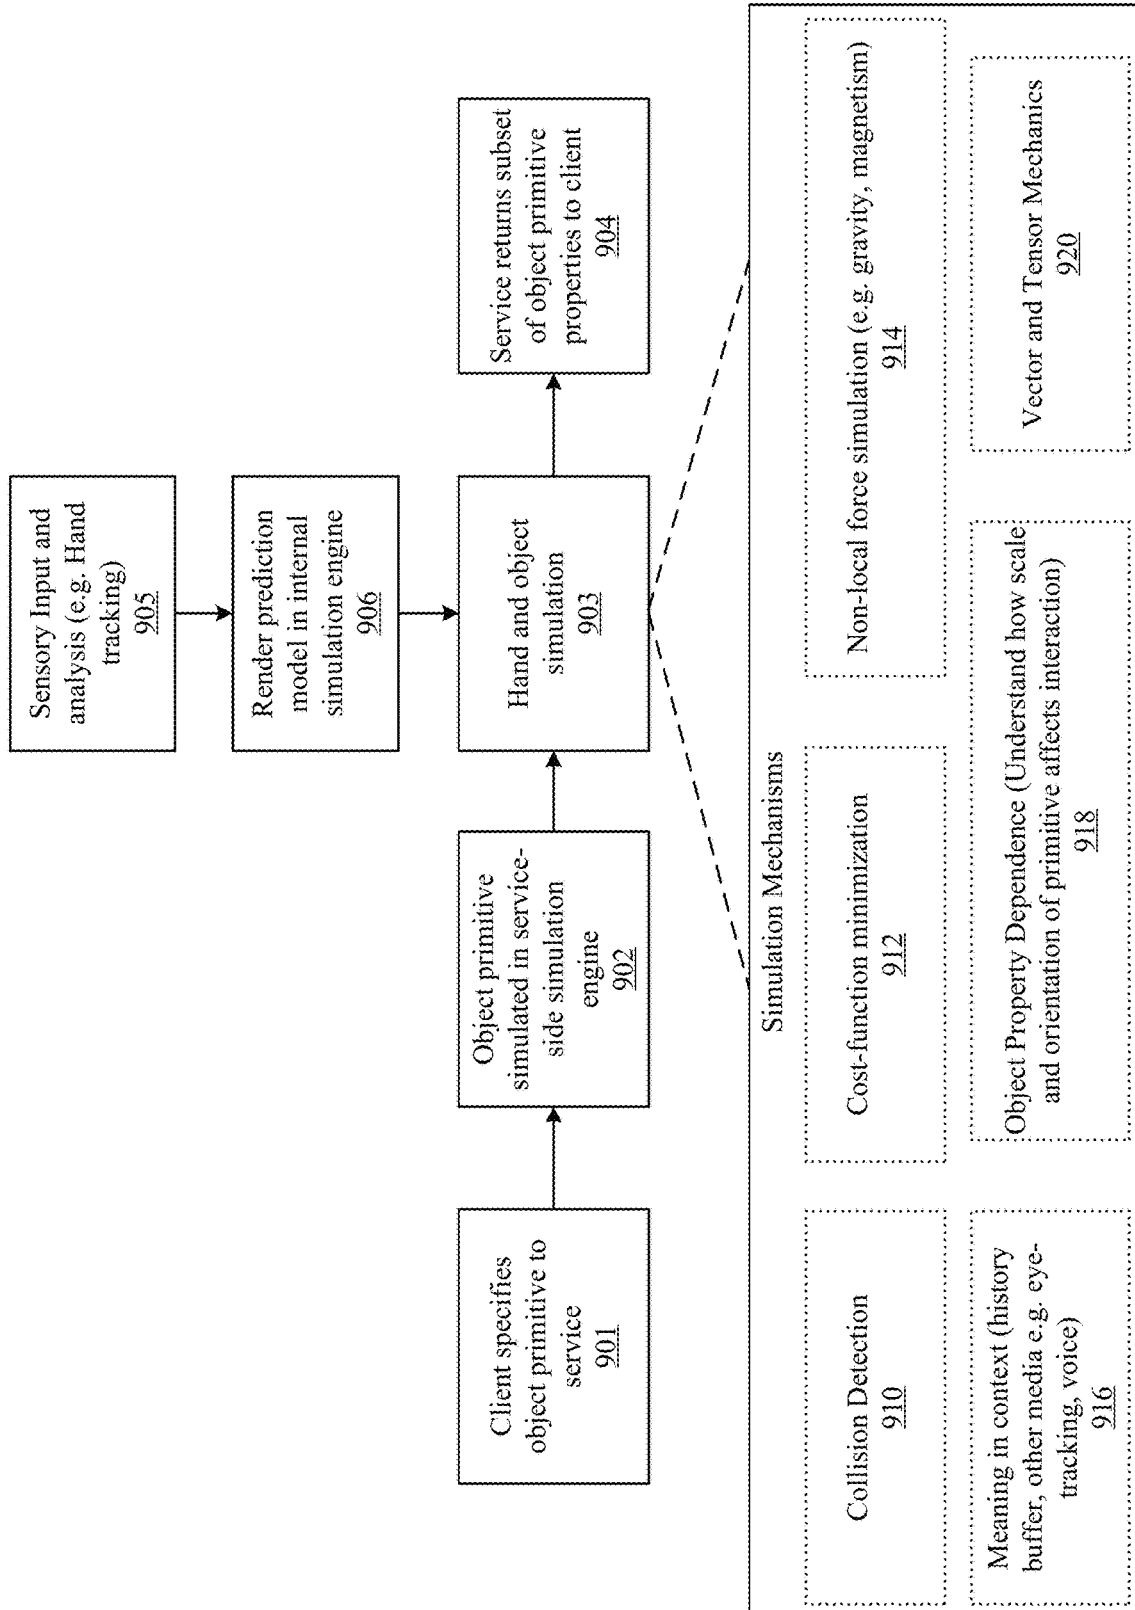 Sensory Input and
analysis (e.g. Hand
tracking)
905
Render prediction
model in internal
simulation engine
906
Client specifies
object primitive to
service
901
Object primitive
simulated in service-
side simulation
engine
902
Hand and object
simulation
903
Service returns subset
of object primitive
properties to client
904
Simulation Mechanisms
Collision Detection
910
Cost-function minimization
912
Non-local force simulation (e.g. gravity, magnetism)
914
Meaning in context (history
buffer, other media e.g. eye-
tracking, voice)
916
Object Property Dependence (Understand how scale
and orientation of primitive affects interaction)
918
Vector and Tensor Mechanics
920